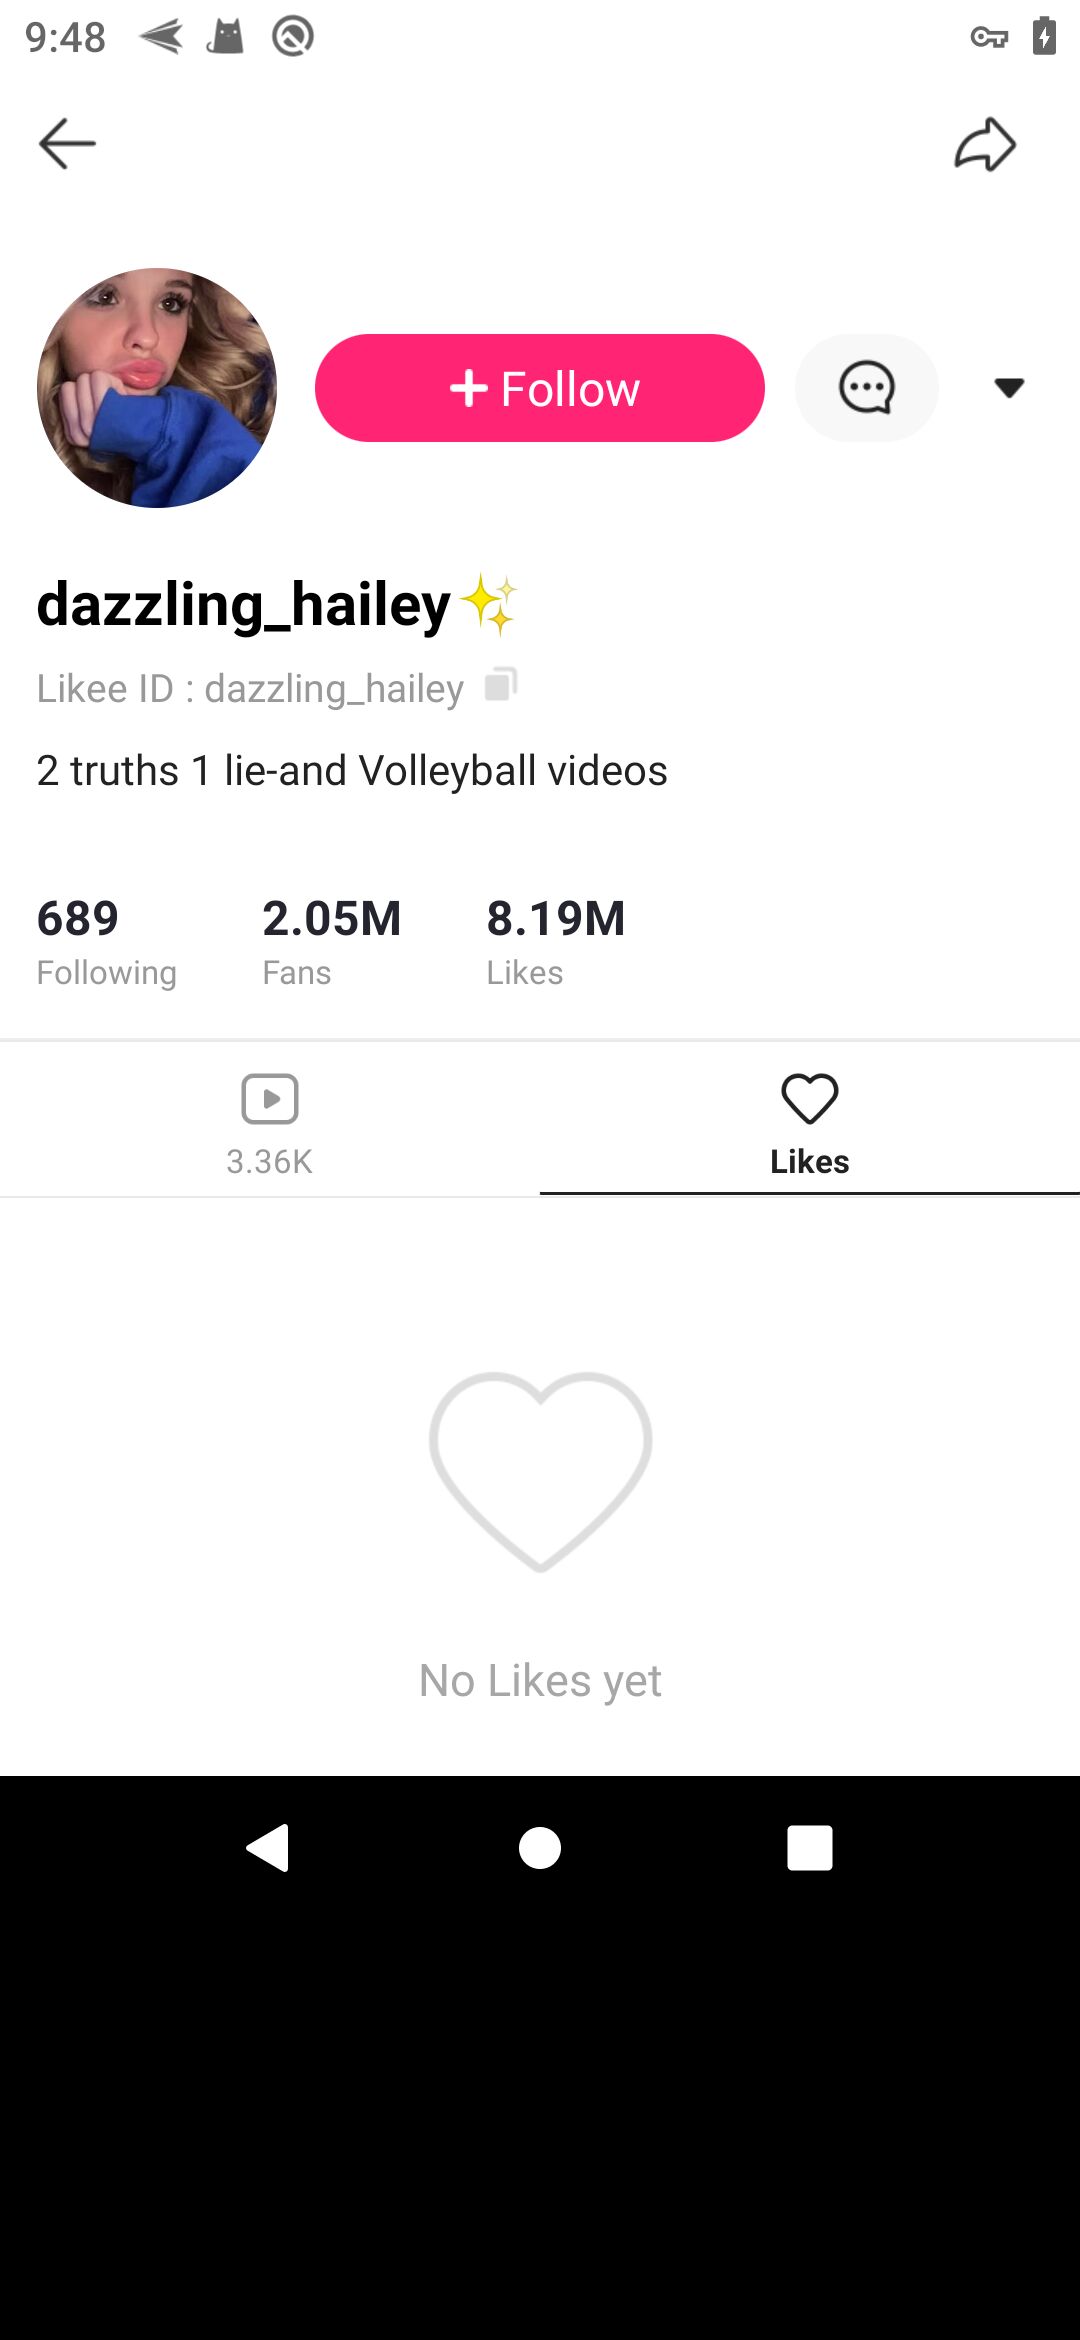 9:48
Follow
dazzling_hailey✨
Likee ID : dazzling_hailey
2 truths 1 lie-and Volleyball videos
689 2.05M 8.19M
Following Fans Likes
3.36K Likes
No Likes yet